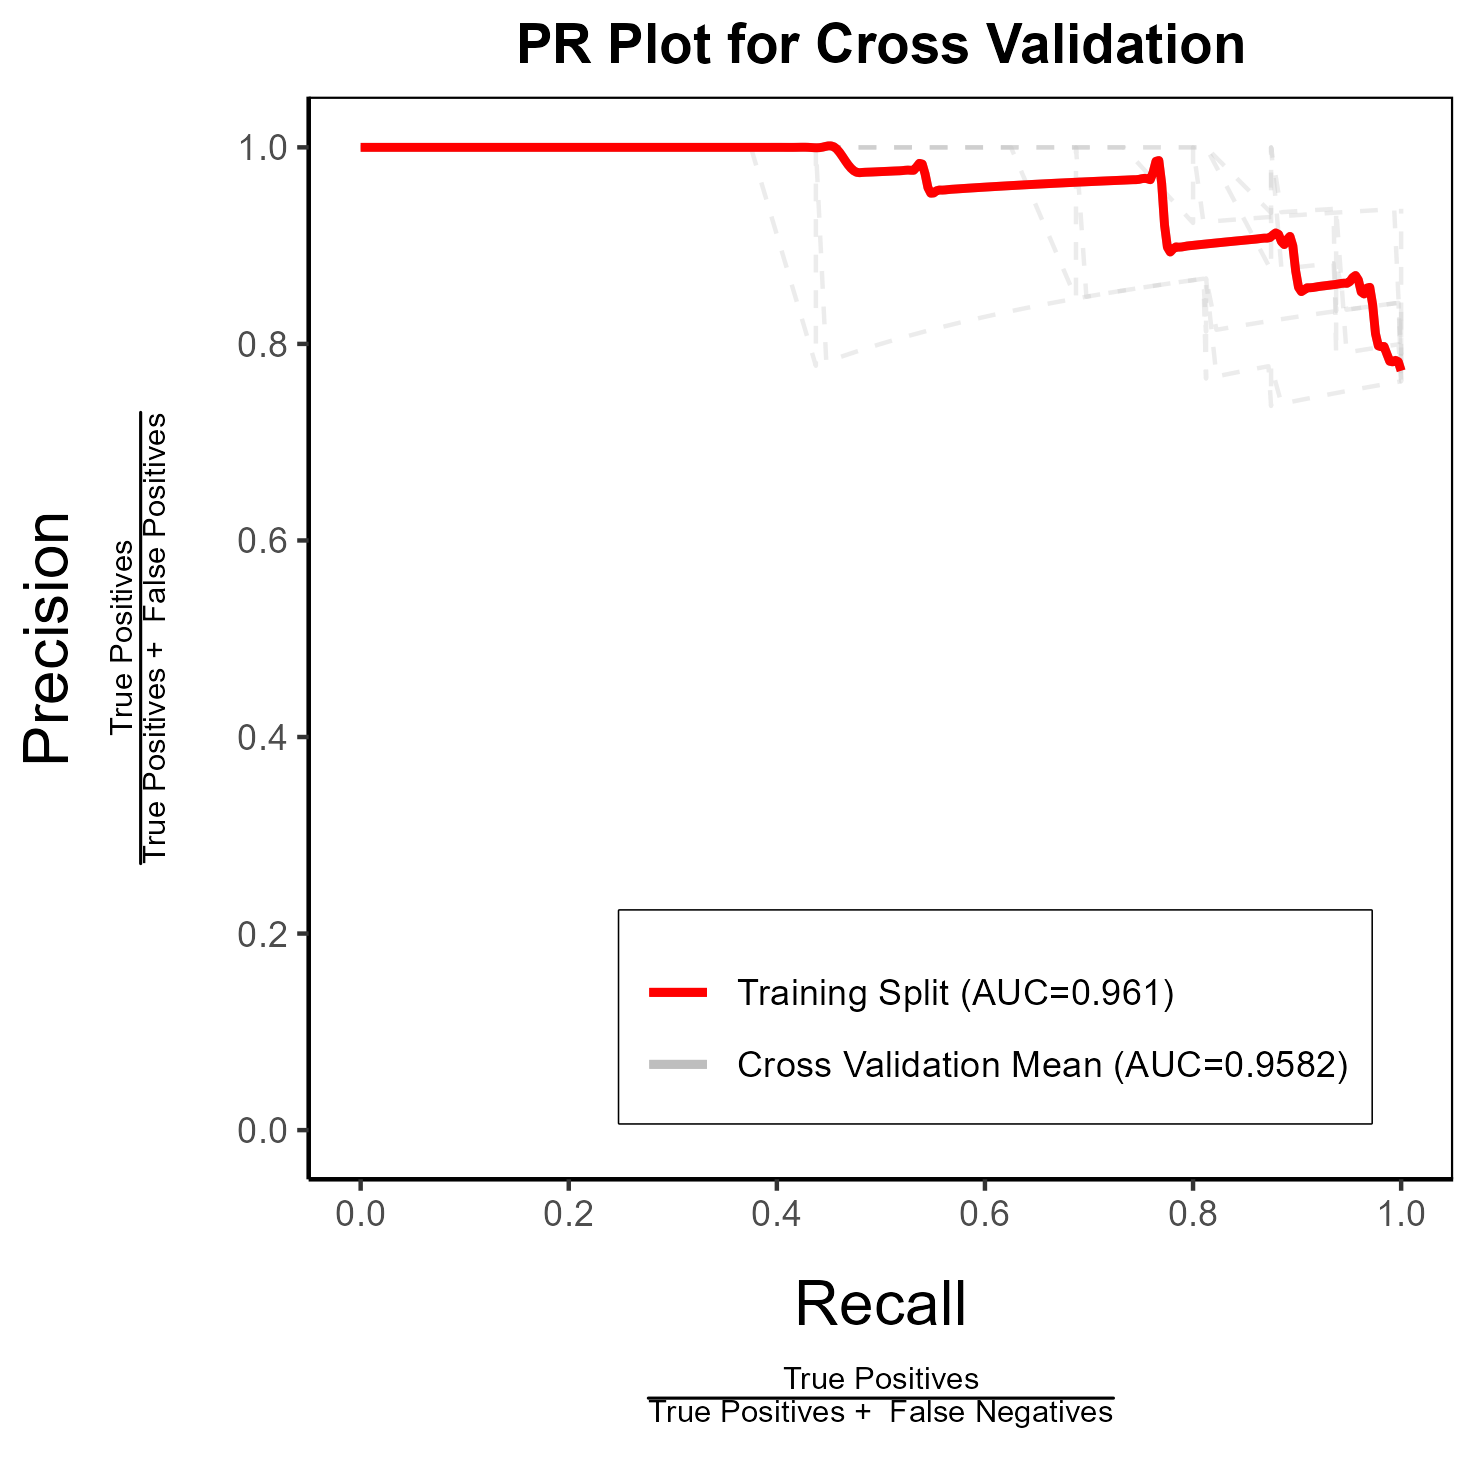 PR Plot for Cross Validation
Precision
True Positives
True Positives + False Positives
1.0
0.8
0.6
0.4
0.2
0.0
Training Split (AUC=0.961)
Cross Validation Mean (AUC=0.9582)
0.0 0.2 0.4 0.6 0.8 1.0
Recall
True Positives
True Positives + False Negatives